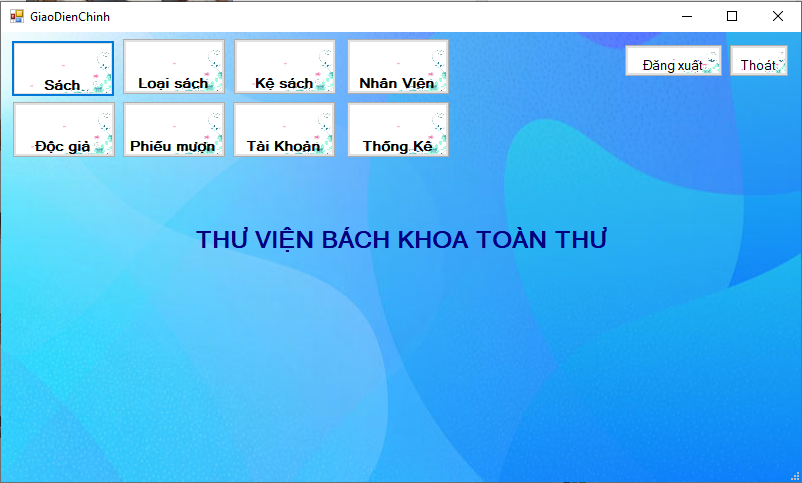 GiaoDienChinh
Sách Loại sách Kệ sách Nhân Viên Đăng xuất Thoát
Độc giả Phiếu mượn Tài Khoản Thống Kê
THƯ VIỆN BÁCH KHOA TOÀN THƯ